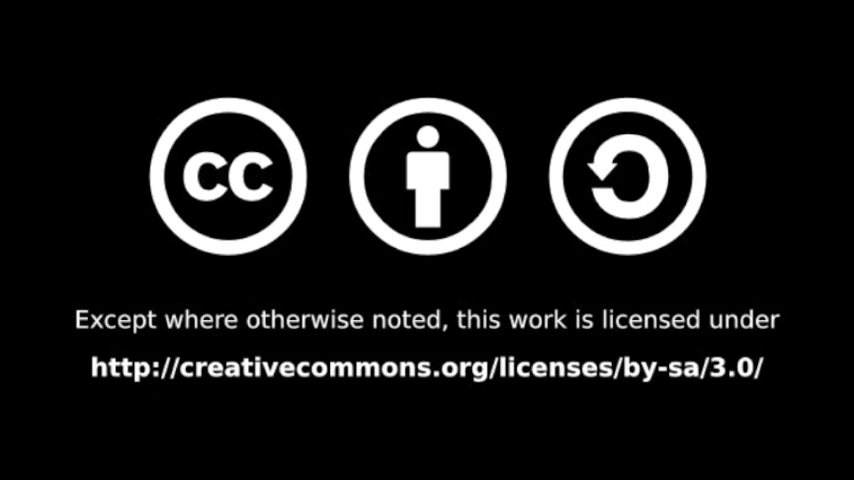 cc
Except where otherwise noted, this work is licensed under
http://creativecommons.org/licenses/by-sa/3.0/